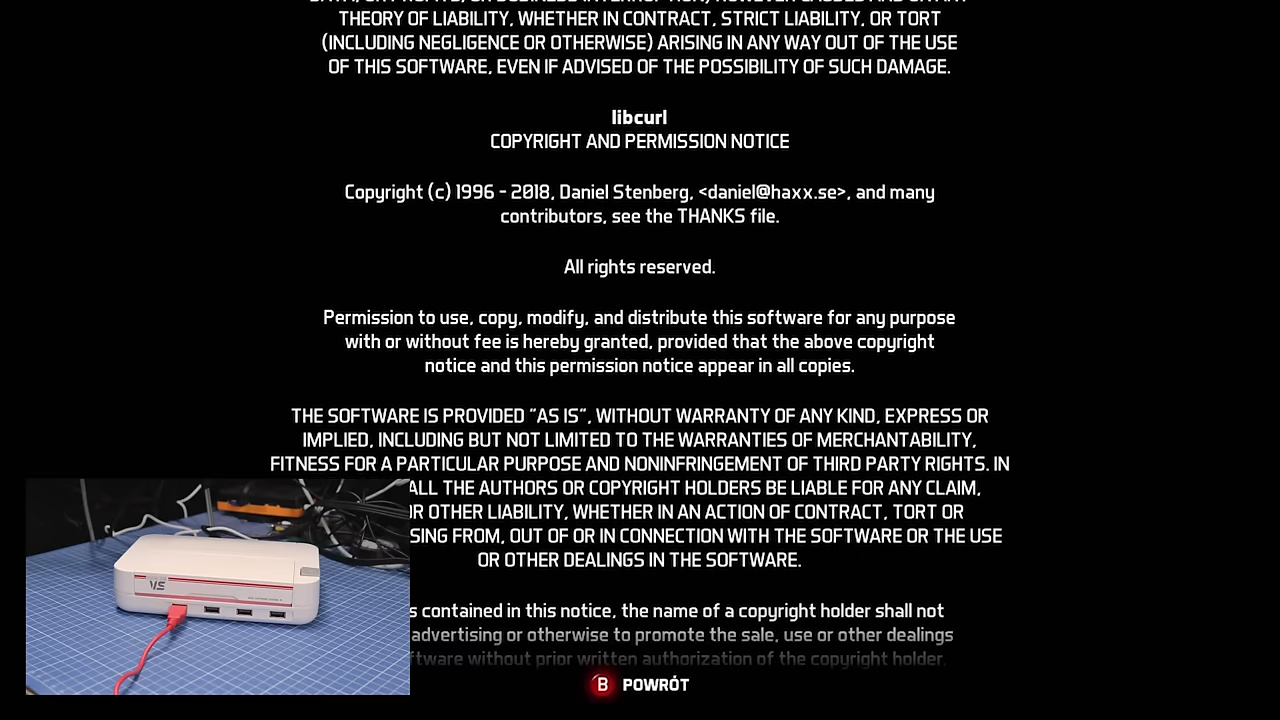 THEORY OF LIABILITY, WHETHER IN CONTRACT, STRICT LIABILITY, OR TORT
(INCLUDING NEGLIGENCE OR OTHERWISE) ARISING IN ANY WAY OUT OF THE USE
OF THIS SOFTWARE, EVEN IF ADVISED OF THE POSSIBILITY OF SUCH DAMAGE.
libcurl
COPYRIGHT AND PERMISSION NOTICE
Copyright (c) 1996 - 2018, Daniel Stenberg, <daniel@haxx.se>, and many
contributors, see the THANKS file.
All rights reserved.
Permission to use, copy, modify, and distribute this software for any purpose
with or without fee is hereby granted, provided that the above copyright
notice and this permission notice appear in all copies.
THE SOFTWARE IS PROVIDED "AS IS", WITHOUT WARRANTY OF ANY KIND, EXPRESS OR
IMPLIED, INCLUDING BUT NOT LIMITED TO THE WARRANTIES OF MERCHANTABILITY,
FITNESS FOR A PARTICULAR PURPOSE AND NONINFRINGEMENT OF THIRD PARTY RIGHTS. IN
ALL THE AUTHORS OR COPYRIGHT HOLDERS BE LIABLE FOR ANY CLAIM,
OR OTHER LIABILITY, WHETHER IN AN ACTION OF CONTRACT, TORT OR
SING FROM, OUT OF OR IN CONNECTION WITH THE SOFTWARE OR THE USE
OR OTHER DEALINGS IN THE SOFTWARE.
s contained in this notice, the name of a copyright holder shall not
advertising or otherwise to promote the sale, use or other dealings
ftware without prior written authorization of the copyright holder.
VS
B POWRÓT